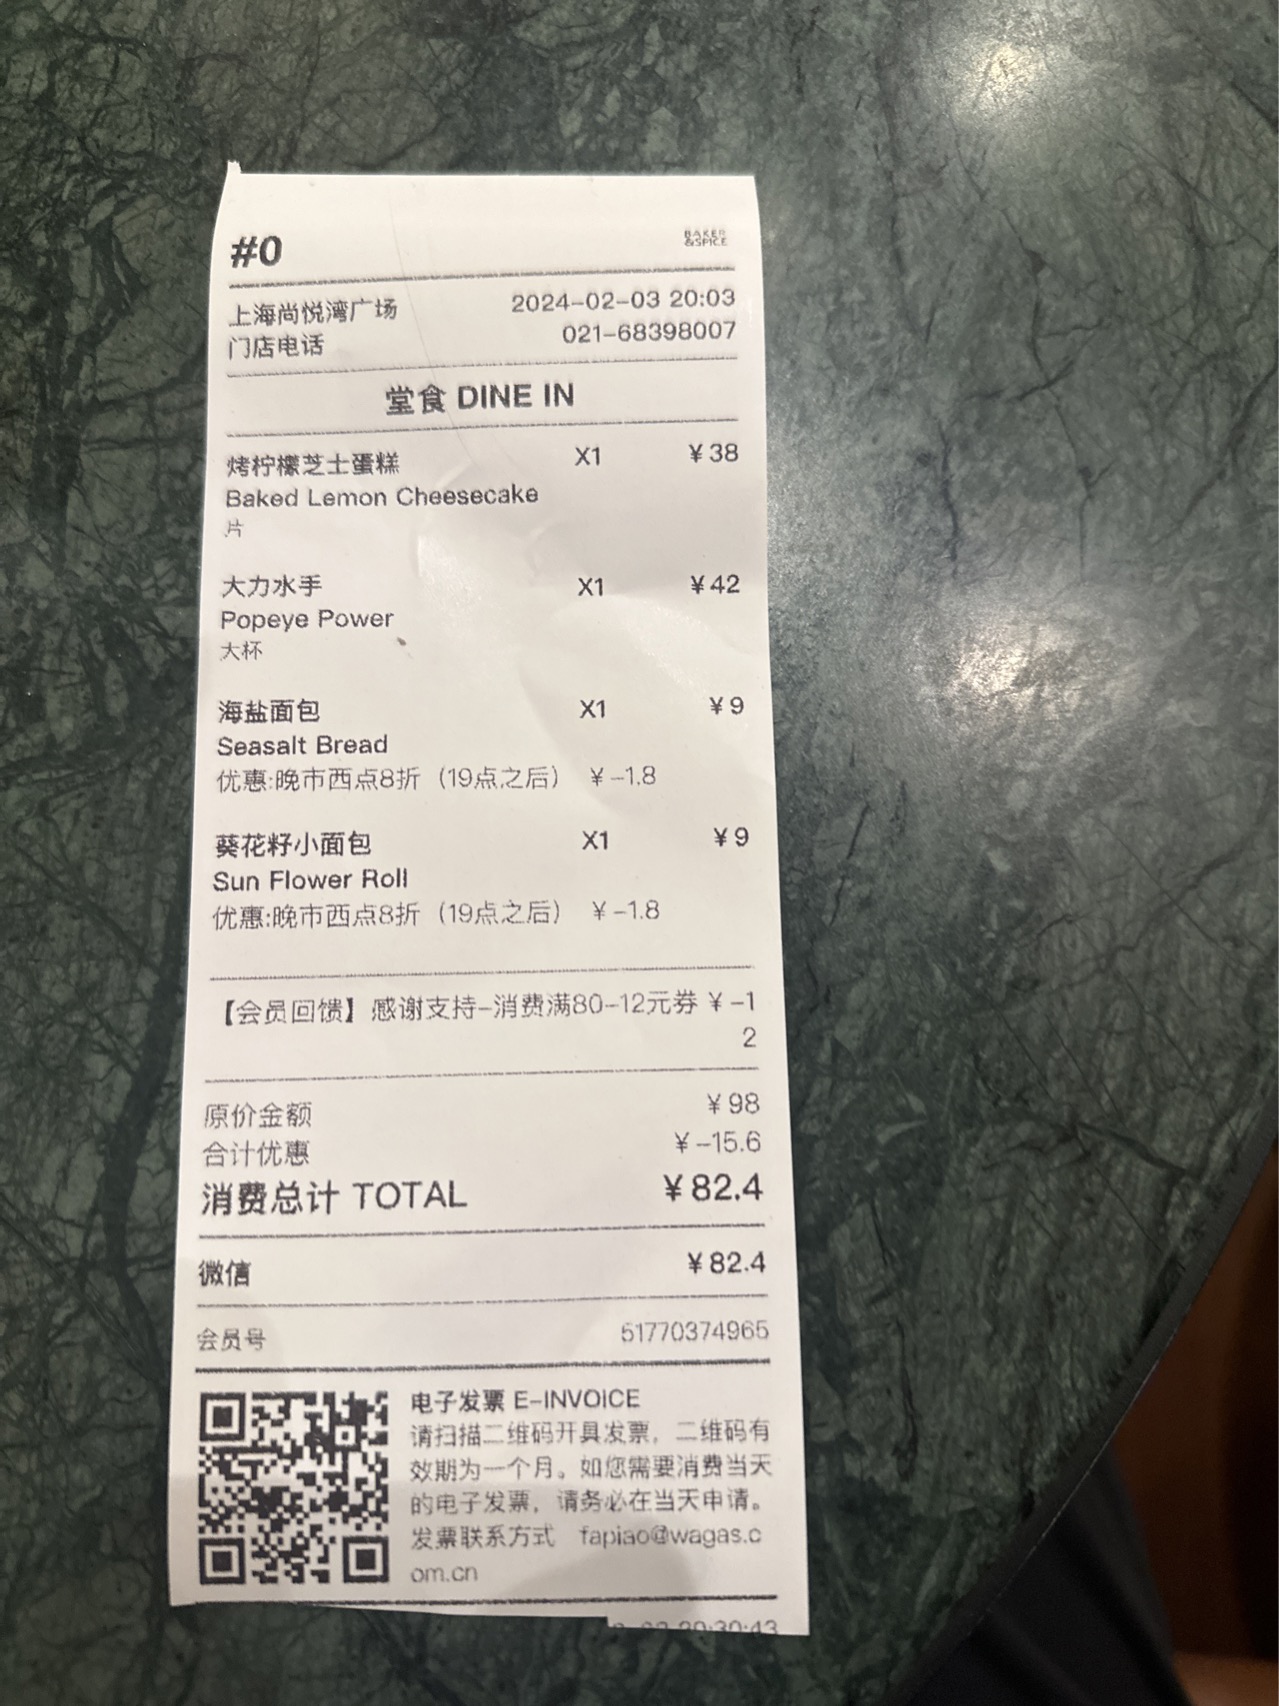 #0
BAKER
&SPICE
上海尚悦湾广场 2024-02-03 20:03
门店电话 021-68398007
堂食 DINE IN
烤柠檬芝士蛋糕 X1 ¥38
Baked Lemon Cheesecake
片
大力水手 X1 ¥42
Popeye Power
大杯
海盐面包 X1 ¥9
Seasalt Bread
优惠:晚市西点8折（19点之后） ¥-1.8
葵花籽小面包 X1 ¥9
Sun Flower Roll
优惠:晚市西点8折（19点之后） ¥-1.8
【会员回馈】感谢支持-消费满80-12元券 ¥-1
2
原价金额 ¥98
合计优惠 ¥-15.6
消费总计 TOTAL ¥82.4
微信 ¥82.4
会员号 51770374965
电子发票 E-INVOICE
请扫描二维码开具发票，二维码有
效期为一个月。如您需要消费当天
的电子发票，请务必在当天申请。
发票联系方式 fapiao@wagas.c
om.cn
20:30:43